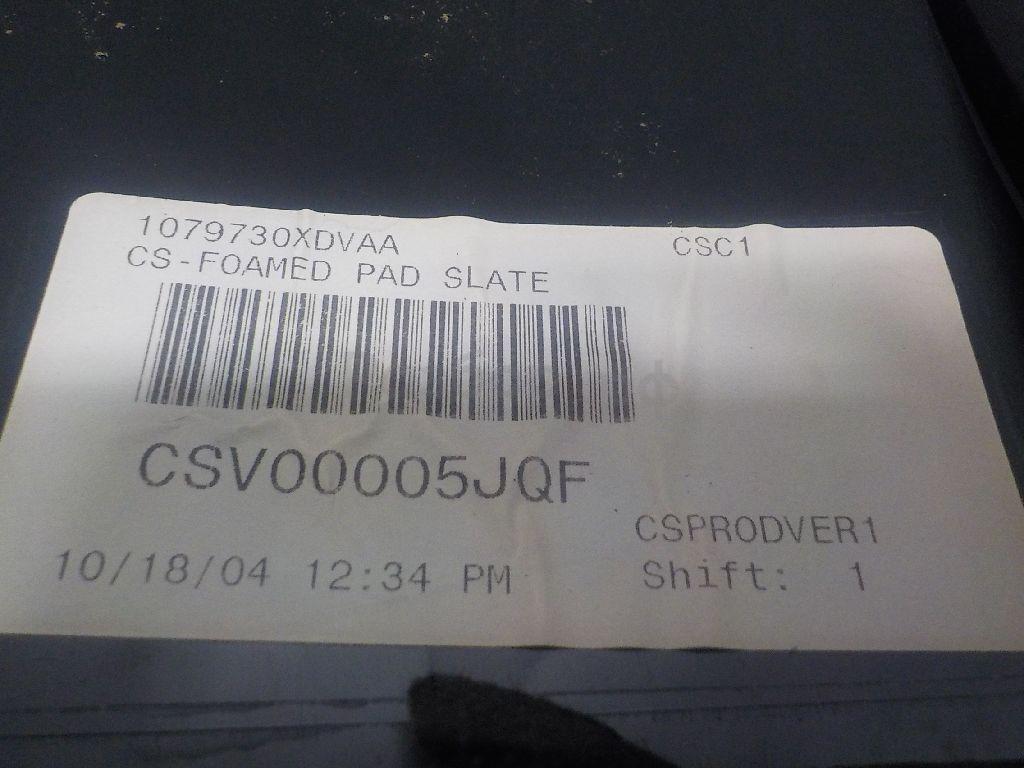 1079730XDVAA
CSC1
CS-FOAMED PAD SLATE
CSV00005JQF
CSPRODVER1
10/18/04 12:34 PM
Shift: 1